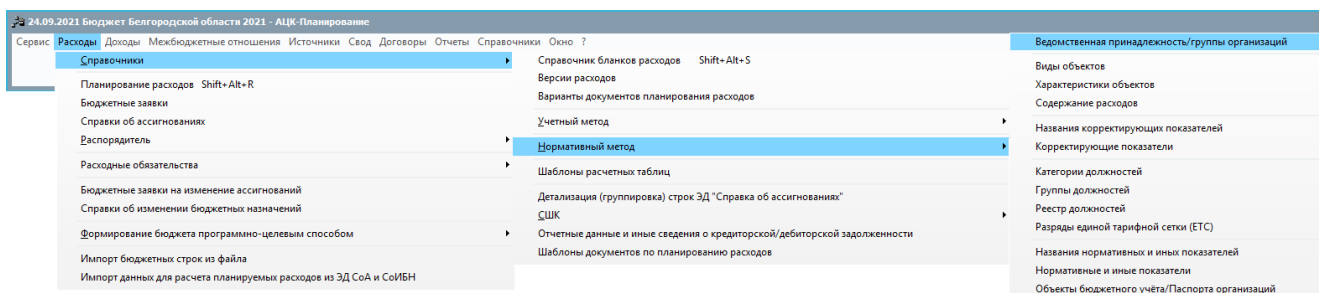 24.09.2021 Бюджет Белгородской области 2021 - АЦК-Планирование
Сервис Расходы Доходы Межбюджетные отношения Источники Свод Договоры Отчеты Справочники Окно ?
Справочники
Планирование расходов Shift+Alt+R
Бюджетные заявки
Справки об ассигнованиях
Распорядитель
Расходные обязательства
Бюджетные заявки на изменение ассигнований
Справки об изменении бюджетных назначений
Формирование бюджета программно-целевым способом
Импорт бюджетных строк из файла
Импорт данных для расчета планируемых расходов из ЭД СоА и СоИБН
Справочник бланков расходов Shift+Alt+S
Версии расходов
Варианты документов планирования расходов
Учетный метод
Нормативный метод
Шаблоны расчетных таблиц
Детализация (группировка) строк ЭД "Справка об ассигнованиях"
СШК
Отчетные данные и иные сведения о кредиторской/дебиторской задолженности
Шаблоны документов по планированию расходов
Ведомственная принадлежность/группы организаций
Виды объектов
Характеристики объектов
Содержание расходов
Названия корректирующих показателей
Корректирующие показатели
Категории должностей
Группы должностей
Реестр должностей
Разряды единой тарифной сетки (ЕТС)
Названия нормативных и иных показателей
Нормативные и иные показатели
Объекты бюджетного учёта/Паспорта организаций